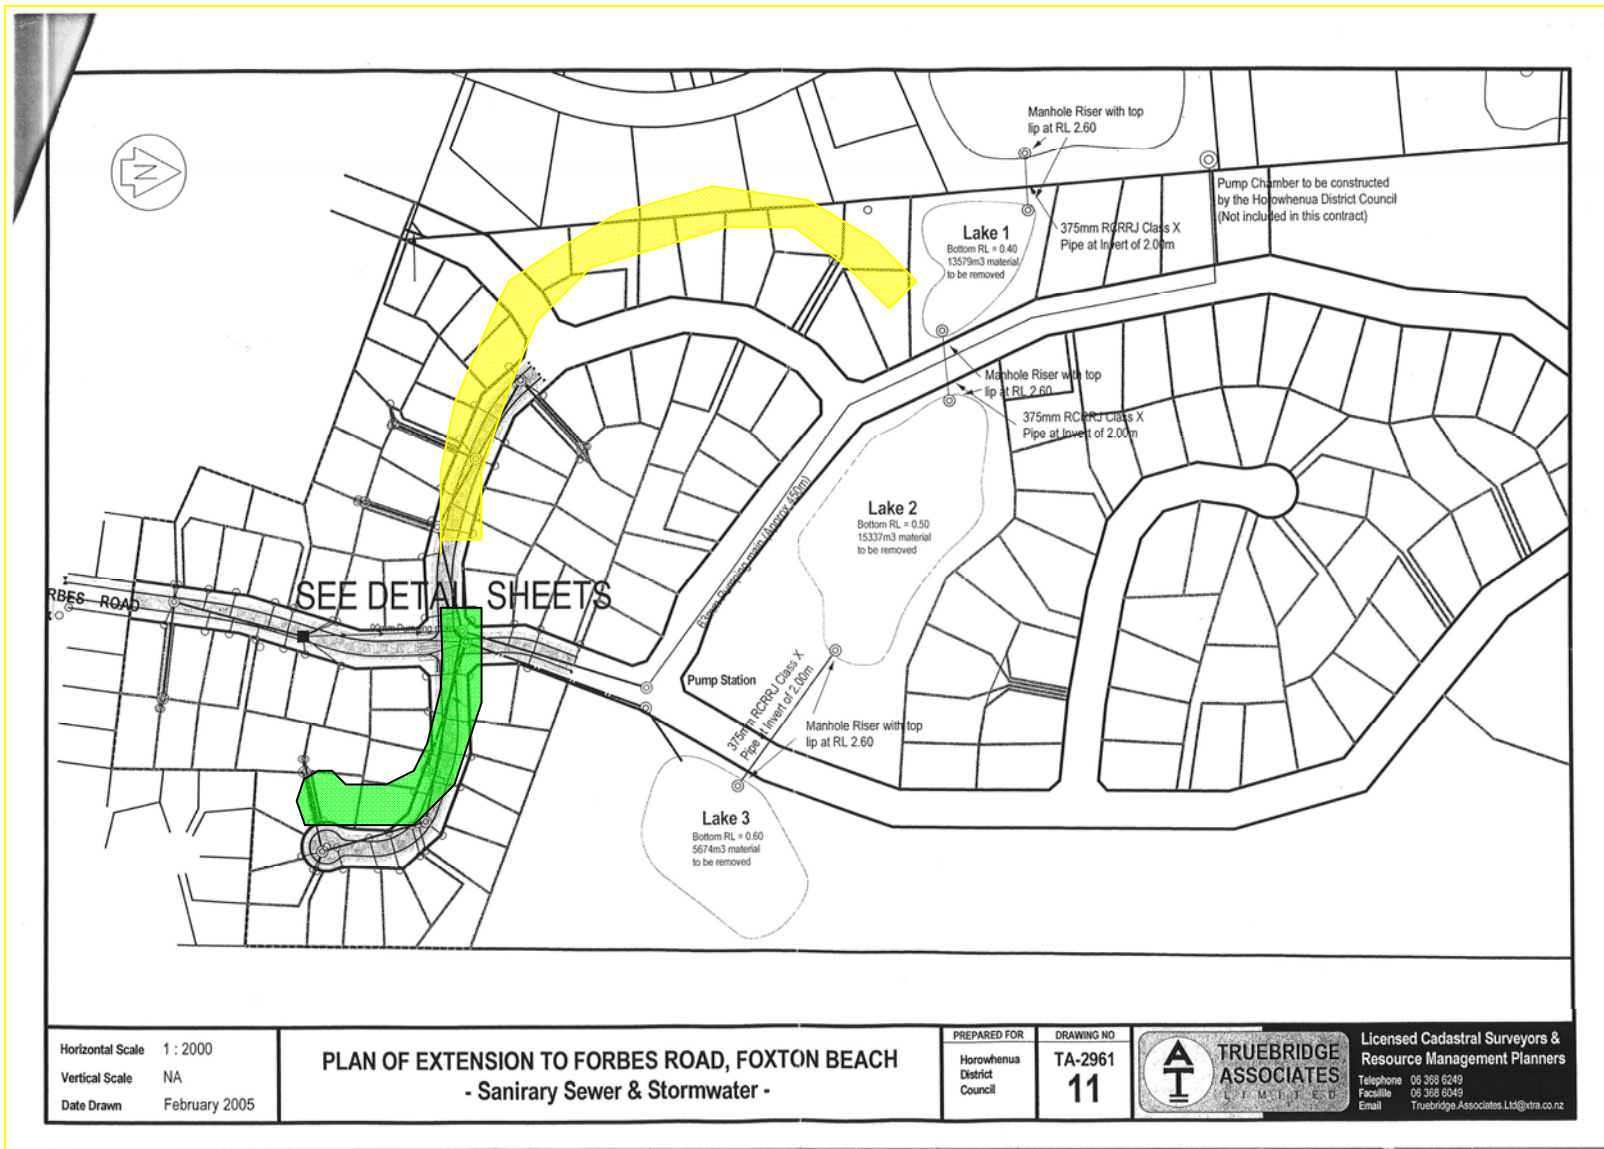 Manhole Riser with top
lip at RL 2.60
N
Pump Chamber to be constructed
by the Horowhenua District Council
(Not included in this contract)
Lake 1
Bottom RL = 0.40
13579m3 material
to be removed
375mm RCRRJ Class X
Pipe at Invert of 2.00m
Manhole Riser with top
lip at RL 2.60
375mm RCRRJ Class X
Pipe at Invert of 2.00m
Lake 2
Bottom RL = 0.50
15337m3 material
to be removed
63mm Pumping main (Approx 450m)
SEE DETAIL SHEETS
RBES ROAD
Pump Station
375mm RCRRJ Class X
Pipe at Invert of 2.00m
Manhole Riser with top
lip at RL 2.60
Lake 3
Bottom RL = 0.60
5674m3 material
to be removed
Horizontal Scale 1 : 2000
Vertical Scale NA
Date Drawn February 2005
PLAN OF EXTENSION TO FORBES ROAD, FOXTON BEACH
- Sanirary Sewer & Stormwater -
PREPARED FOR
Horowhenua
District
Council
DRAWING NO
TA-2961
11
TRUEBRIDGE
ASSOCIATES
LIMITED
Licensed Cadastral Surveyors &
Resource Management Planners
Telephone 06 368 6249
Facsilile 06 368 6049
Email Truebridge.Associates.Ltd@xtra.co.nz